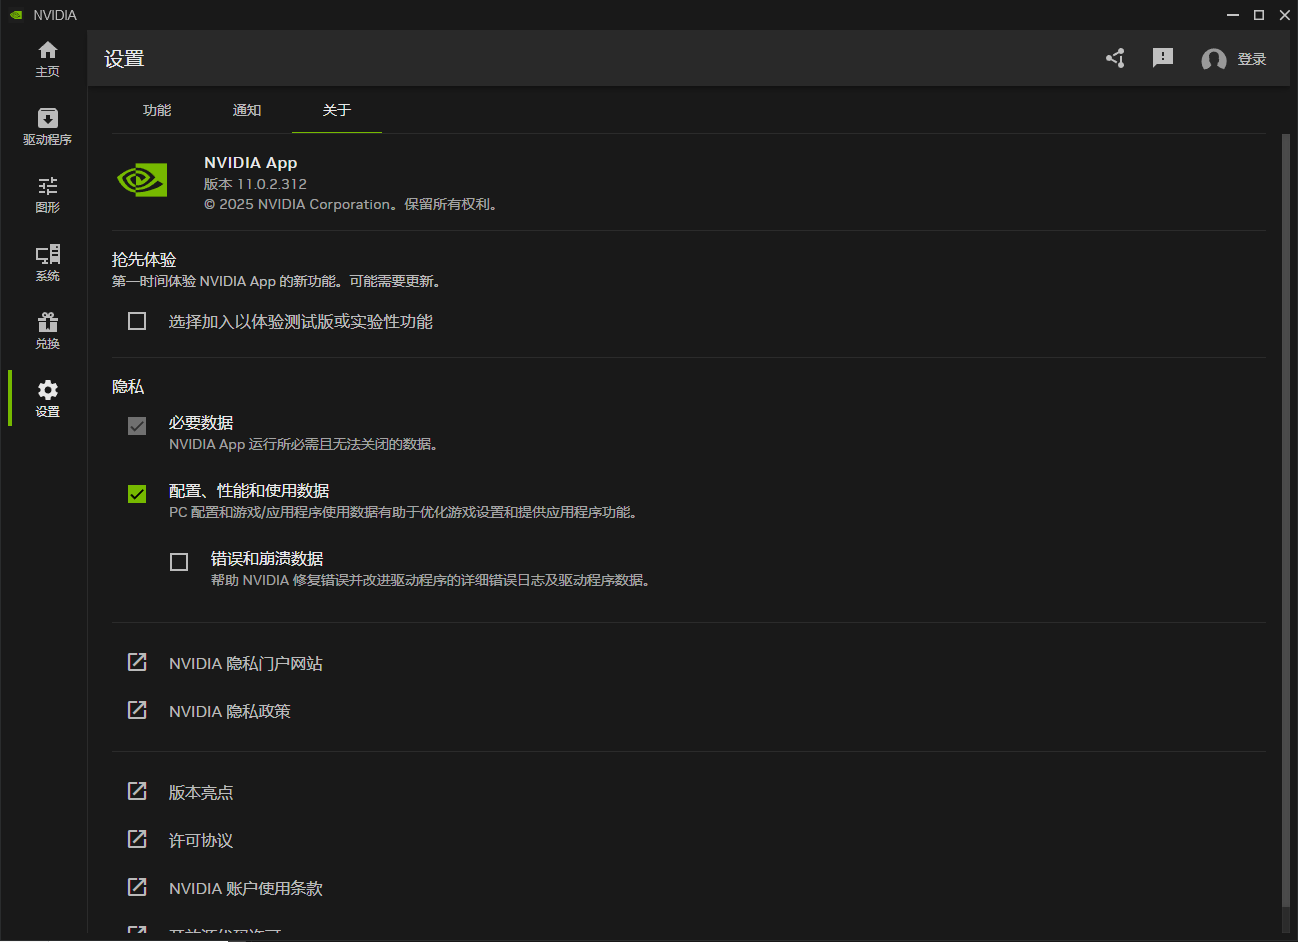 NVIDIA
主页
驱动程序
图形
系统
兑换
设置
设置
登录
功能
通知
关于
NVIDIA App
版本 11.0.2.312
© 2025 NVIDIA Corporation。保留所有权利。
抢先体验
第一时间体验 NVIDIA App 的新功能。可能需要更新。
选择加入以体验测试版或实验性功能
隐私
必要数据
NVIDIA App 运行所必需且无法关闭的数据。
配置、性能和使用数据
PC 配置和游戏/应用程序使用数据有助于优化游戏设置和提供应用程序功能。
错误和崩溃数据
帮助 NVIDIA 修复错误并改进驱动程序的详细错误日志及驱动程序数据。
NVIDIA 隐私门户网站
NVIDIA 隐私政策
版本亮点
许可协议
NVIDIA 账户使用条款
开放源代码许可